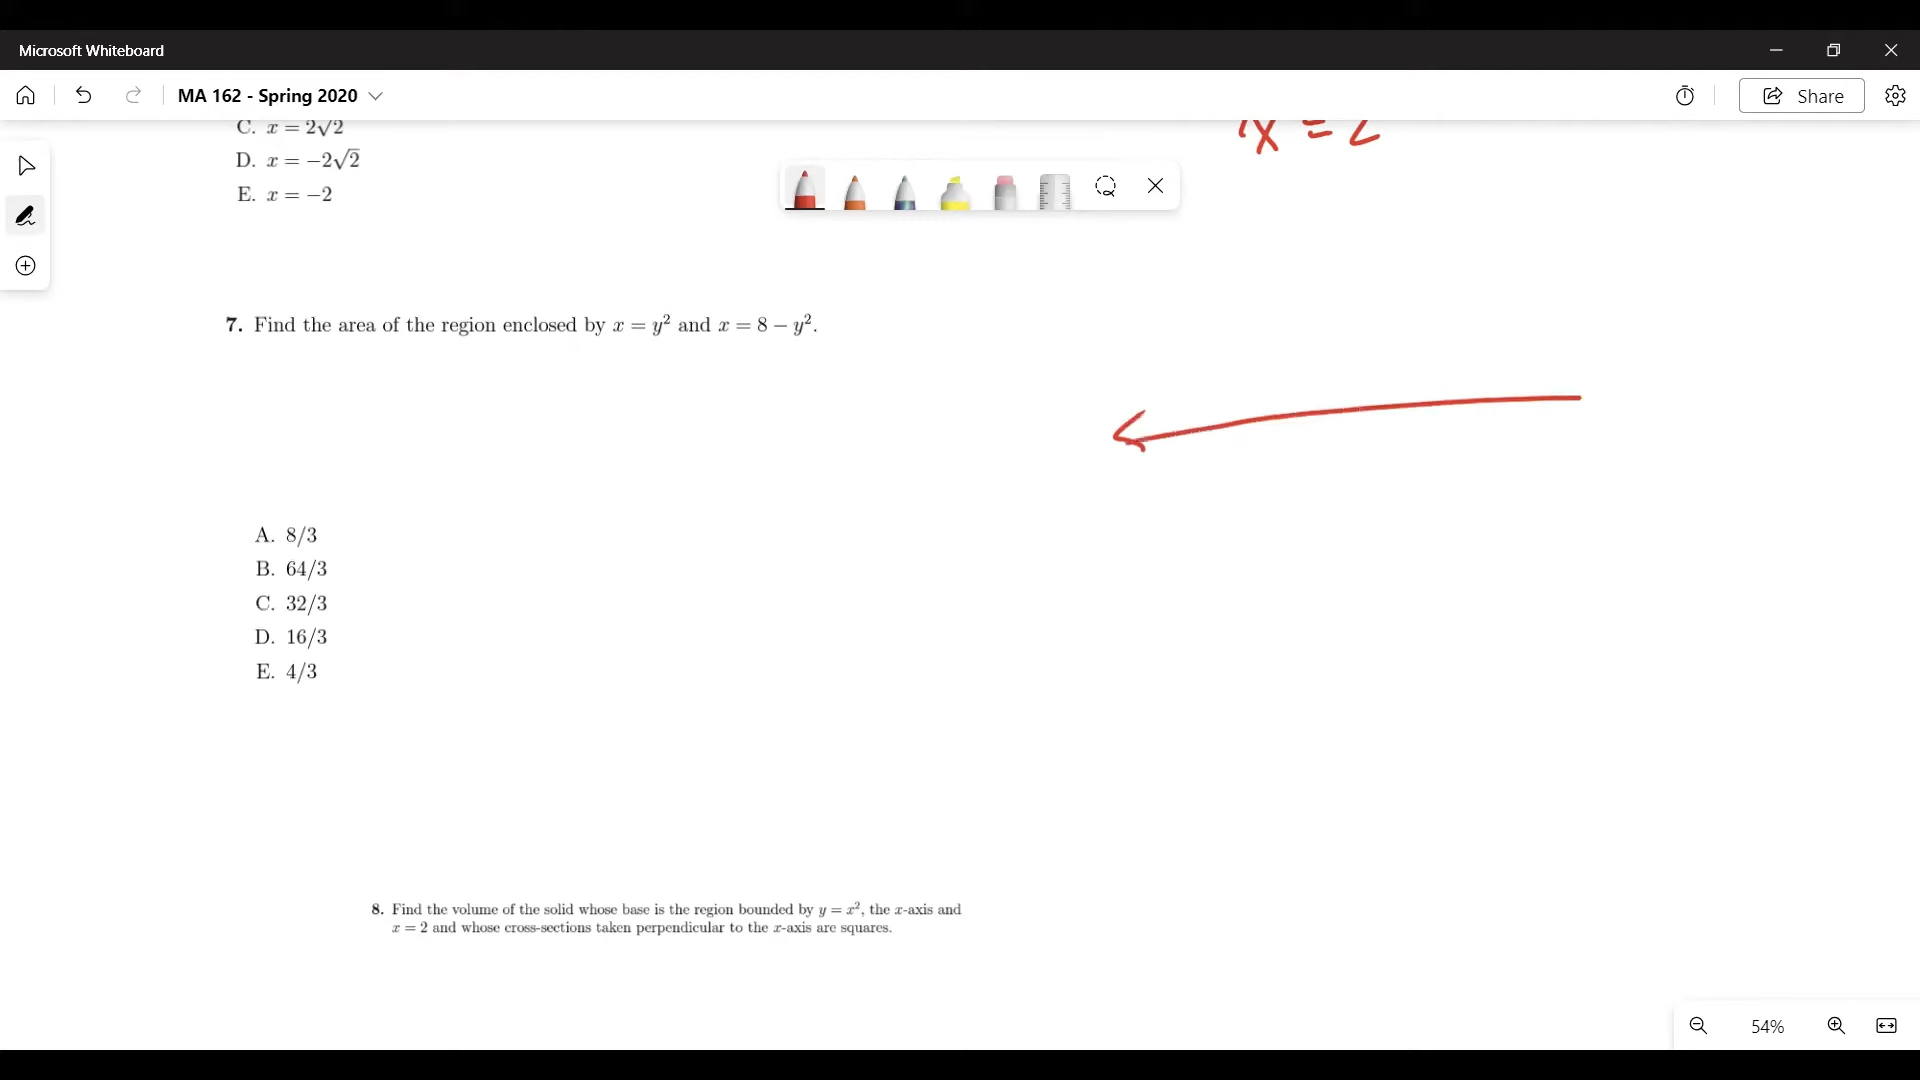 Microsoft Whiteboard
MA 162 - Spring 2020
Share
C. x = 2√2
x = 2
D. x = −2√2
E. x = −2
7. Find the area of the region enclosed by x = y² and x = 8 − y².
A. 8/3
B. 64/3
C. 32/3
D. 16/3
E. 4/3
8. Find the volume of the solid whose base is the region bounded by y = x², the x-axis and
x = 2 and whose cross-sections taken perpendicular to the x-axis are squares.
54%